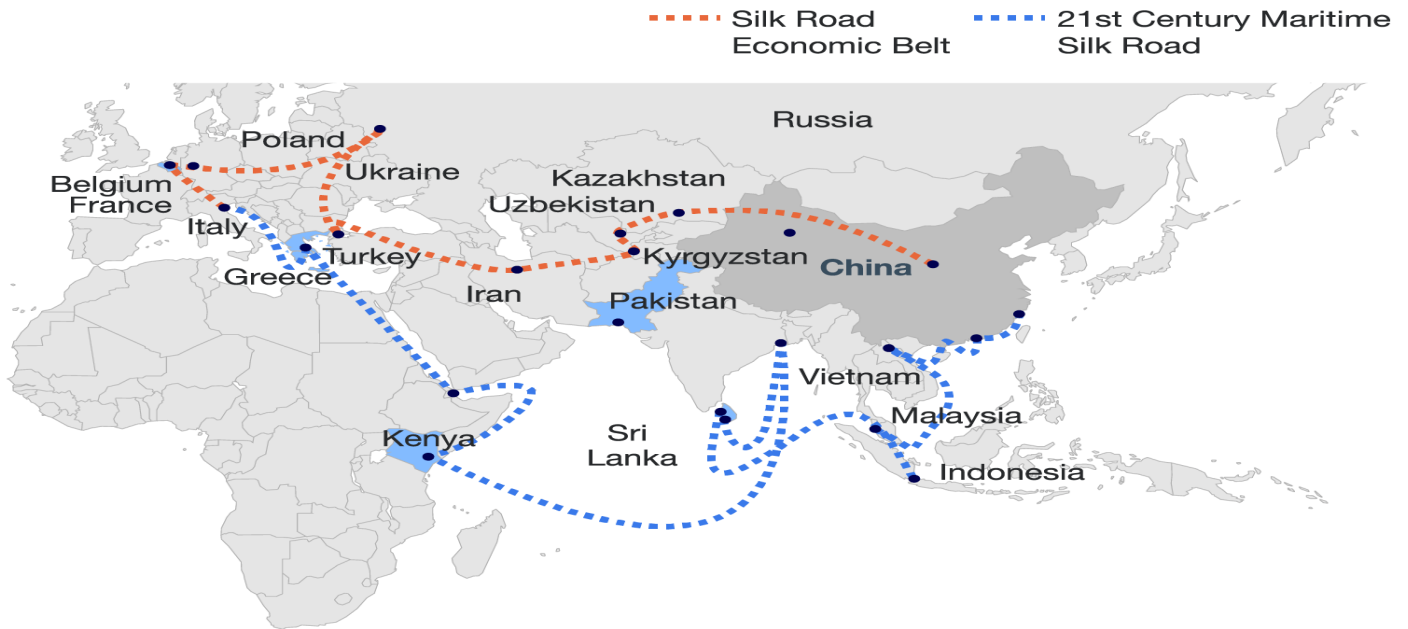 Silk Road
Economic Belt
21st Century Maritime
Silk Road
Russia
Poland
Ukraine
Kazakhstan
Belgium
France
Uzbekistan
Italy
Turkey
Kyrgyzstan
China
Greece
Iran
Pakistan
Vietnam
Malaysia
Kenya
Sri
Lanka
Indonesia